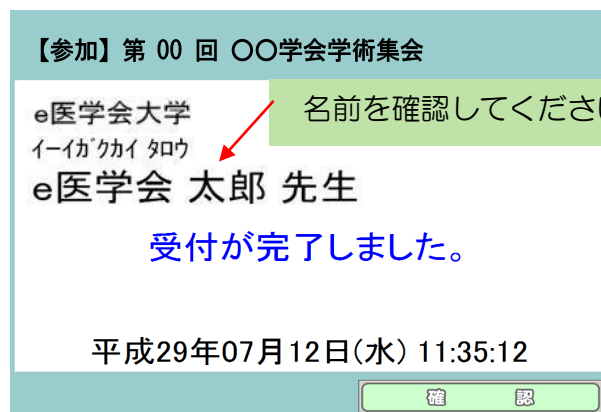 【参加】第 00 回 〇〇学会学術集会
名前を確認してくださ
e医学会大学
ｲｰｲｶﾞｸｶｲ ﾀﾛｳ
e医学会 太郎 先生
受付が完了しました。
平成29年07月12日(水) 11:35:12
確 認